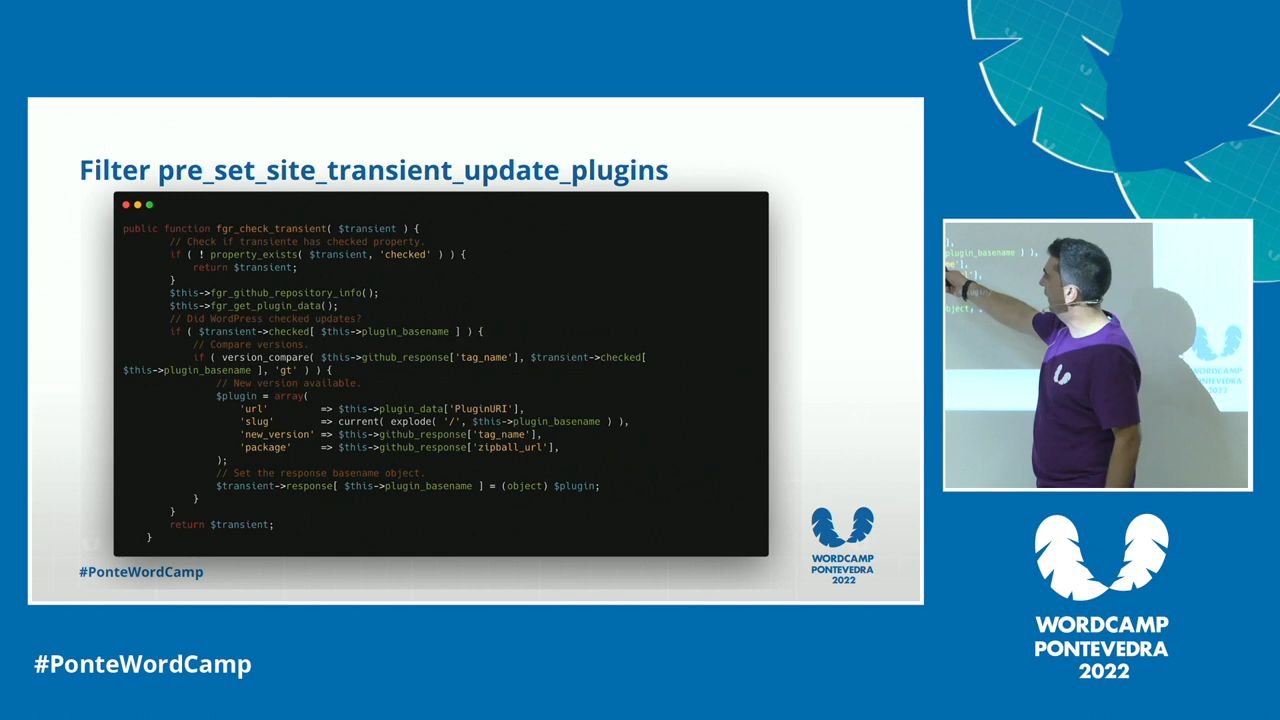 Filter pre_set_site_transient_update_plugins
public function fgr_check_transient( $transient ) {
// Check if transiente has checked property.
if ( ! property_exists( $transient, 'checked' ) ) {
return $transient;
}
$this->fgr_github_repository_info();
$this->fgr_get_plugin_data();
// Did WordPress checked updates?
if ( $transient->checked[ $this->plugin_basename ] ) {
// Compare versions.
if ( version_compare( $this->github_response['tag_name'], $transient->checked[
$this->plugin_basename ], 'gt' ) ) {
// New version available.
$plugin = array(
'url' => $this->plugin_data['PluginURI'],
'slug' => current( explode( '/', $this->plugin_basename ) ),
'new_version' => $this->github_response['tag_name'],
'package' => $this->github_response['zipball_url'],
);
// Set the response basename object.
$transient->response[ $this->plugin_basename ] = (object) $plugin;
}
}
return $transient;
}
#PonteWordCamp
WORDCAMP
PONTEVEDRA
2022
plugin_basename ) ),
WORDCAMP
PONTEVEDRA
2022
#PonteWordCamp
WORDCAMP
PONTEVEDRA
2022